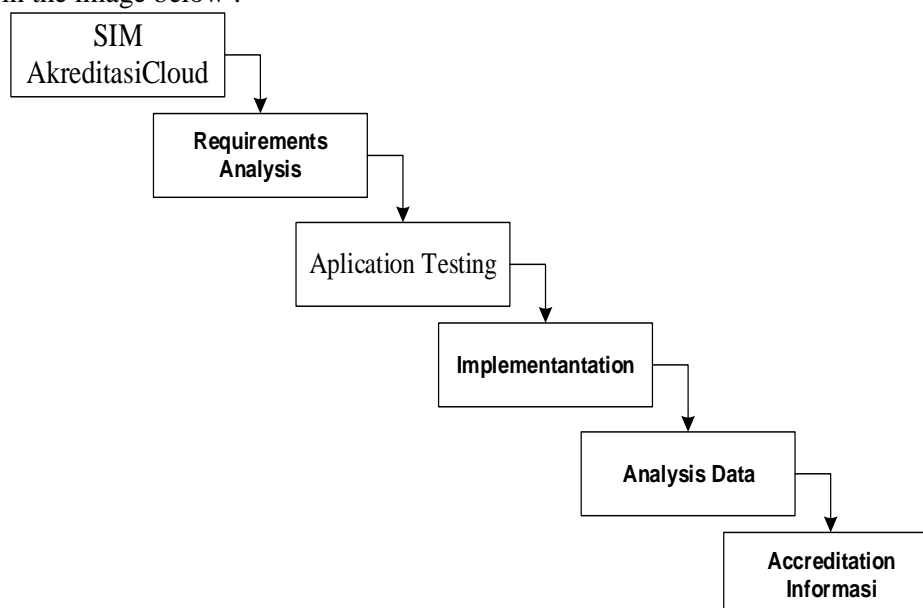 in the image below .
SIM
AkreditasiCloud
Requirements
Analysis
Aplication Testing
Implementantation
Analysis Data
Accreditation
Informasi